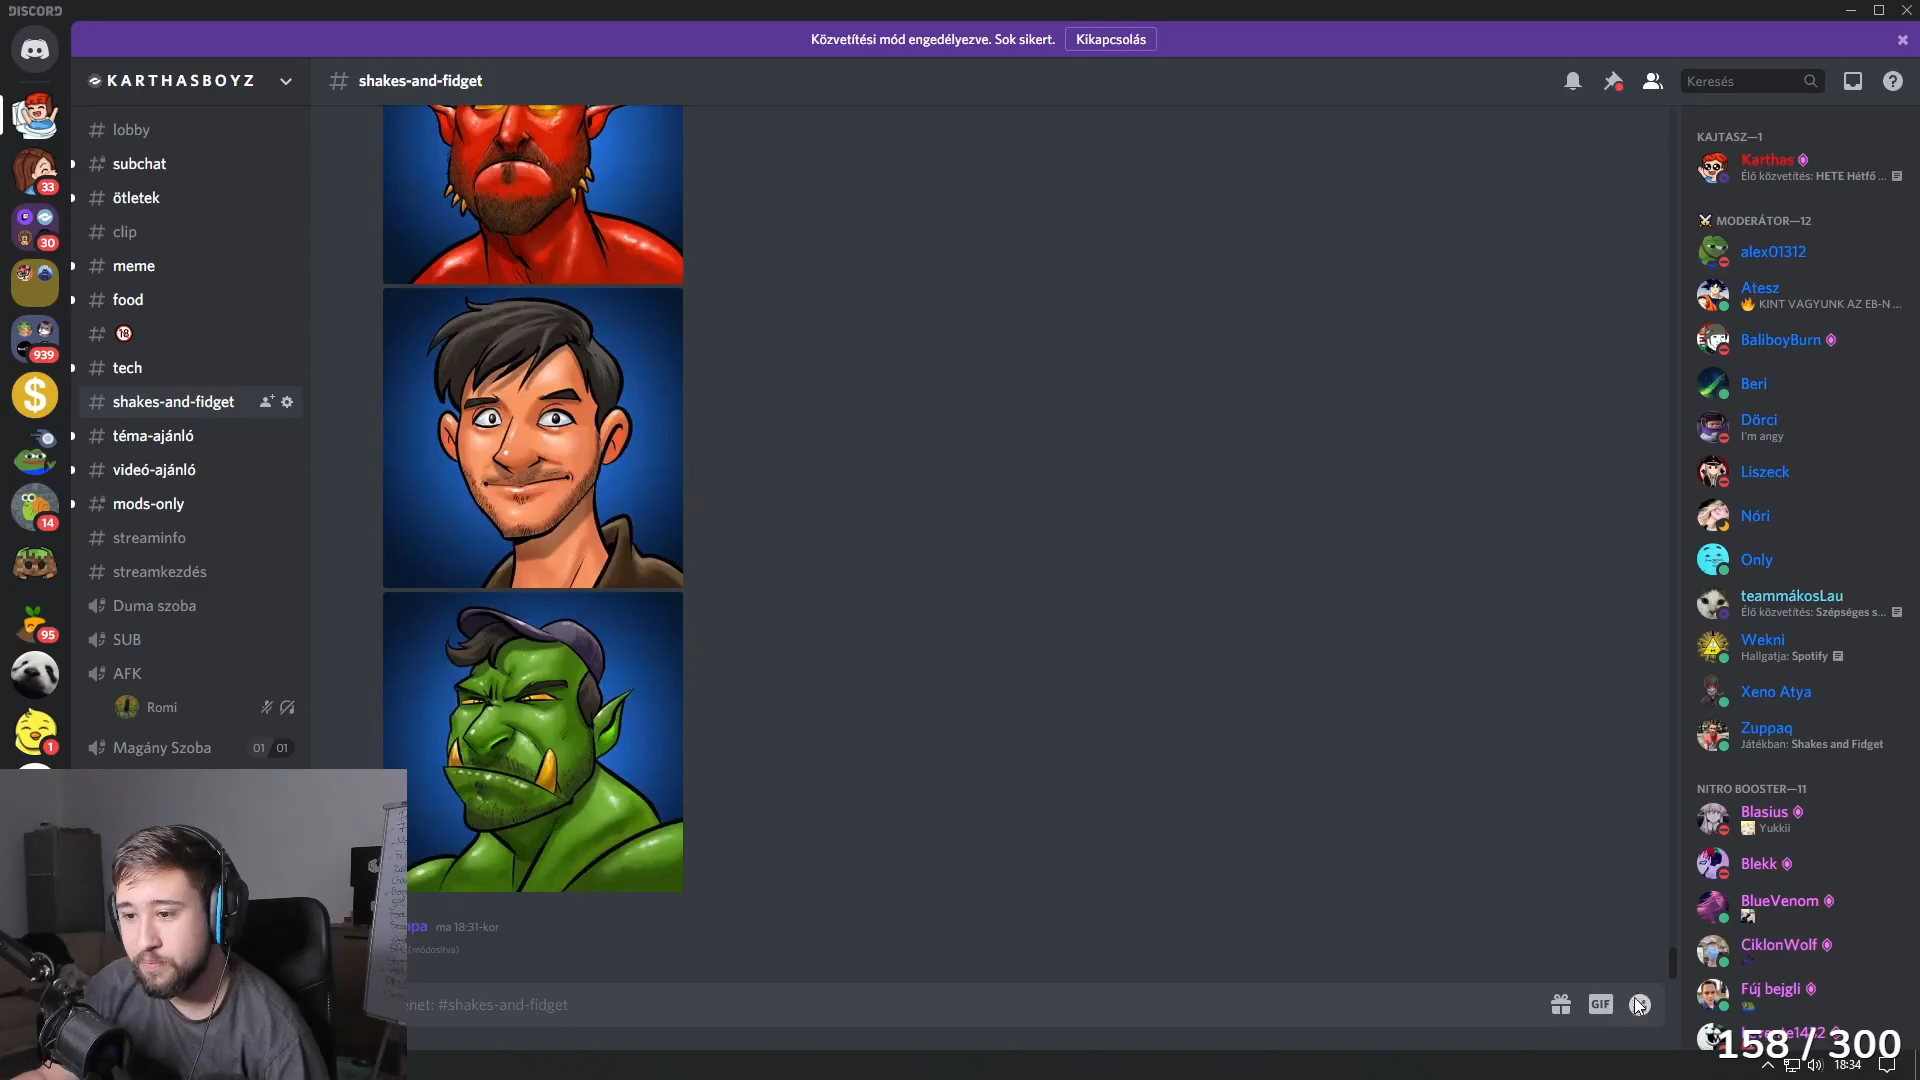 DISCORD
Közvetítési mód engedélyezve. Sok sikert.
Kikapcsolás
KARTHASBOYZ
shakes-and-fidget
Keresés
lobby
subchat
ötletek
clip
meme
food
18
tech
shakes-and-fidget
téma-ajánló
videó-ajánló
mods-only
streaminfo
streamkezdés
Duma szoba
SUB
AFK
Romi
Magány Szoba 01 / 01
33
30
939
14
95
1
ma 18:31-kor
(módosítva)
#shakes-and-fidget
GIF
KAJTASZ—1
Karthas
Élő közvetítés: HETE Hétfő ...
MODERÁTOR—12
alex01312
Atesz
KINT VAGYUNK AZ EB-N ...
BaliboyBurn
Beri
Dörci
I'm angy
Liszeck
Nóri
Only
teammákosLau
Élő közvetítés: Szépséges s...
Wekni
Hallgatja: Spotify
Xeno Atya
Zuppaq
Játékban: Shakes and Fidget
NITRO BOOSTER—11
Blasius
Yukkii
Blekk
BlueVenom
CiklonWolf
Fúj bejgli
158 / 300
18:34